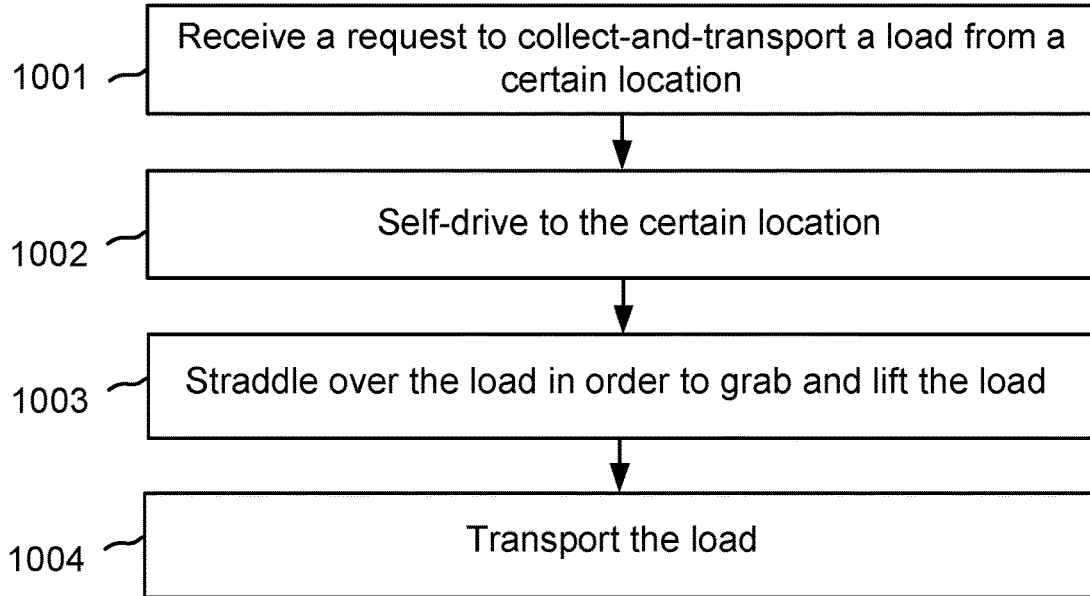 Receive a request to collect-and-transport a load from a
1001
certain location
Self-drive to the certain location
1002
Straddle over the load in order to grab and lift the load
1003
Transport the load
1004